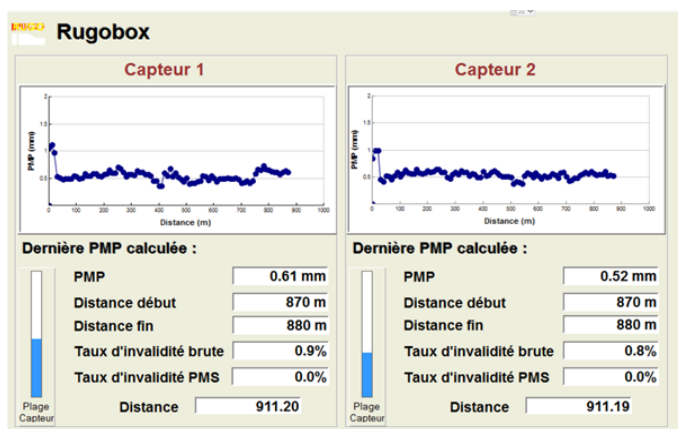 Rugobox
Capteur 1
2
1.5
1
0.5
0
PMP (mm)
0 100 200 300 400 500 600 700 800 900 1000
Distance (m)
Dernière PMP calculée :
PMP 0.61 mm
Distance début 870 m
Distance fin 880 m
Taux d'invalidité brute 0.9%
Taux d'invalidité PMS 0.0%
Plage
Capteur
Distance 911.20
Capteur 2
2
1.5
1
0.5
0
PMP (mm)
0 100 200 300 400 500 600 700 800 900 1000
Distance (m)
Dernière PMP calculée :
PMP 0.52 mm
Distance début 870 m
Distance fin 880 m
Taux d'invalidité brute 0.8%
Taux d'invalidité PMS 0.0%
Plage
Capteur
Distance 911.19